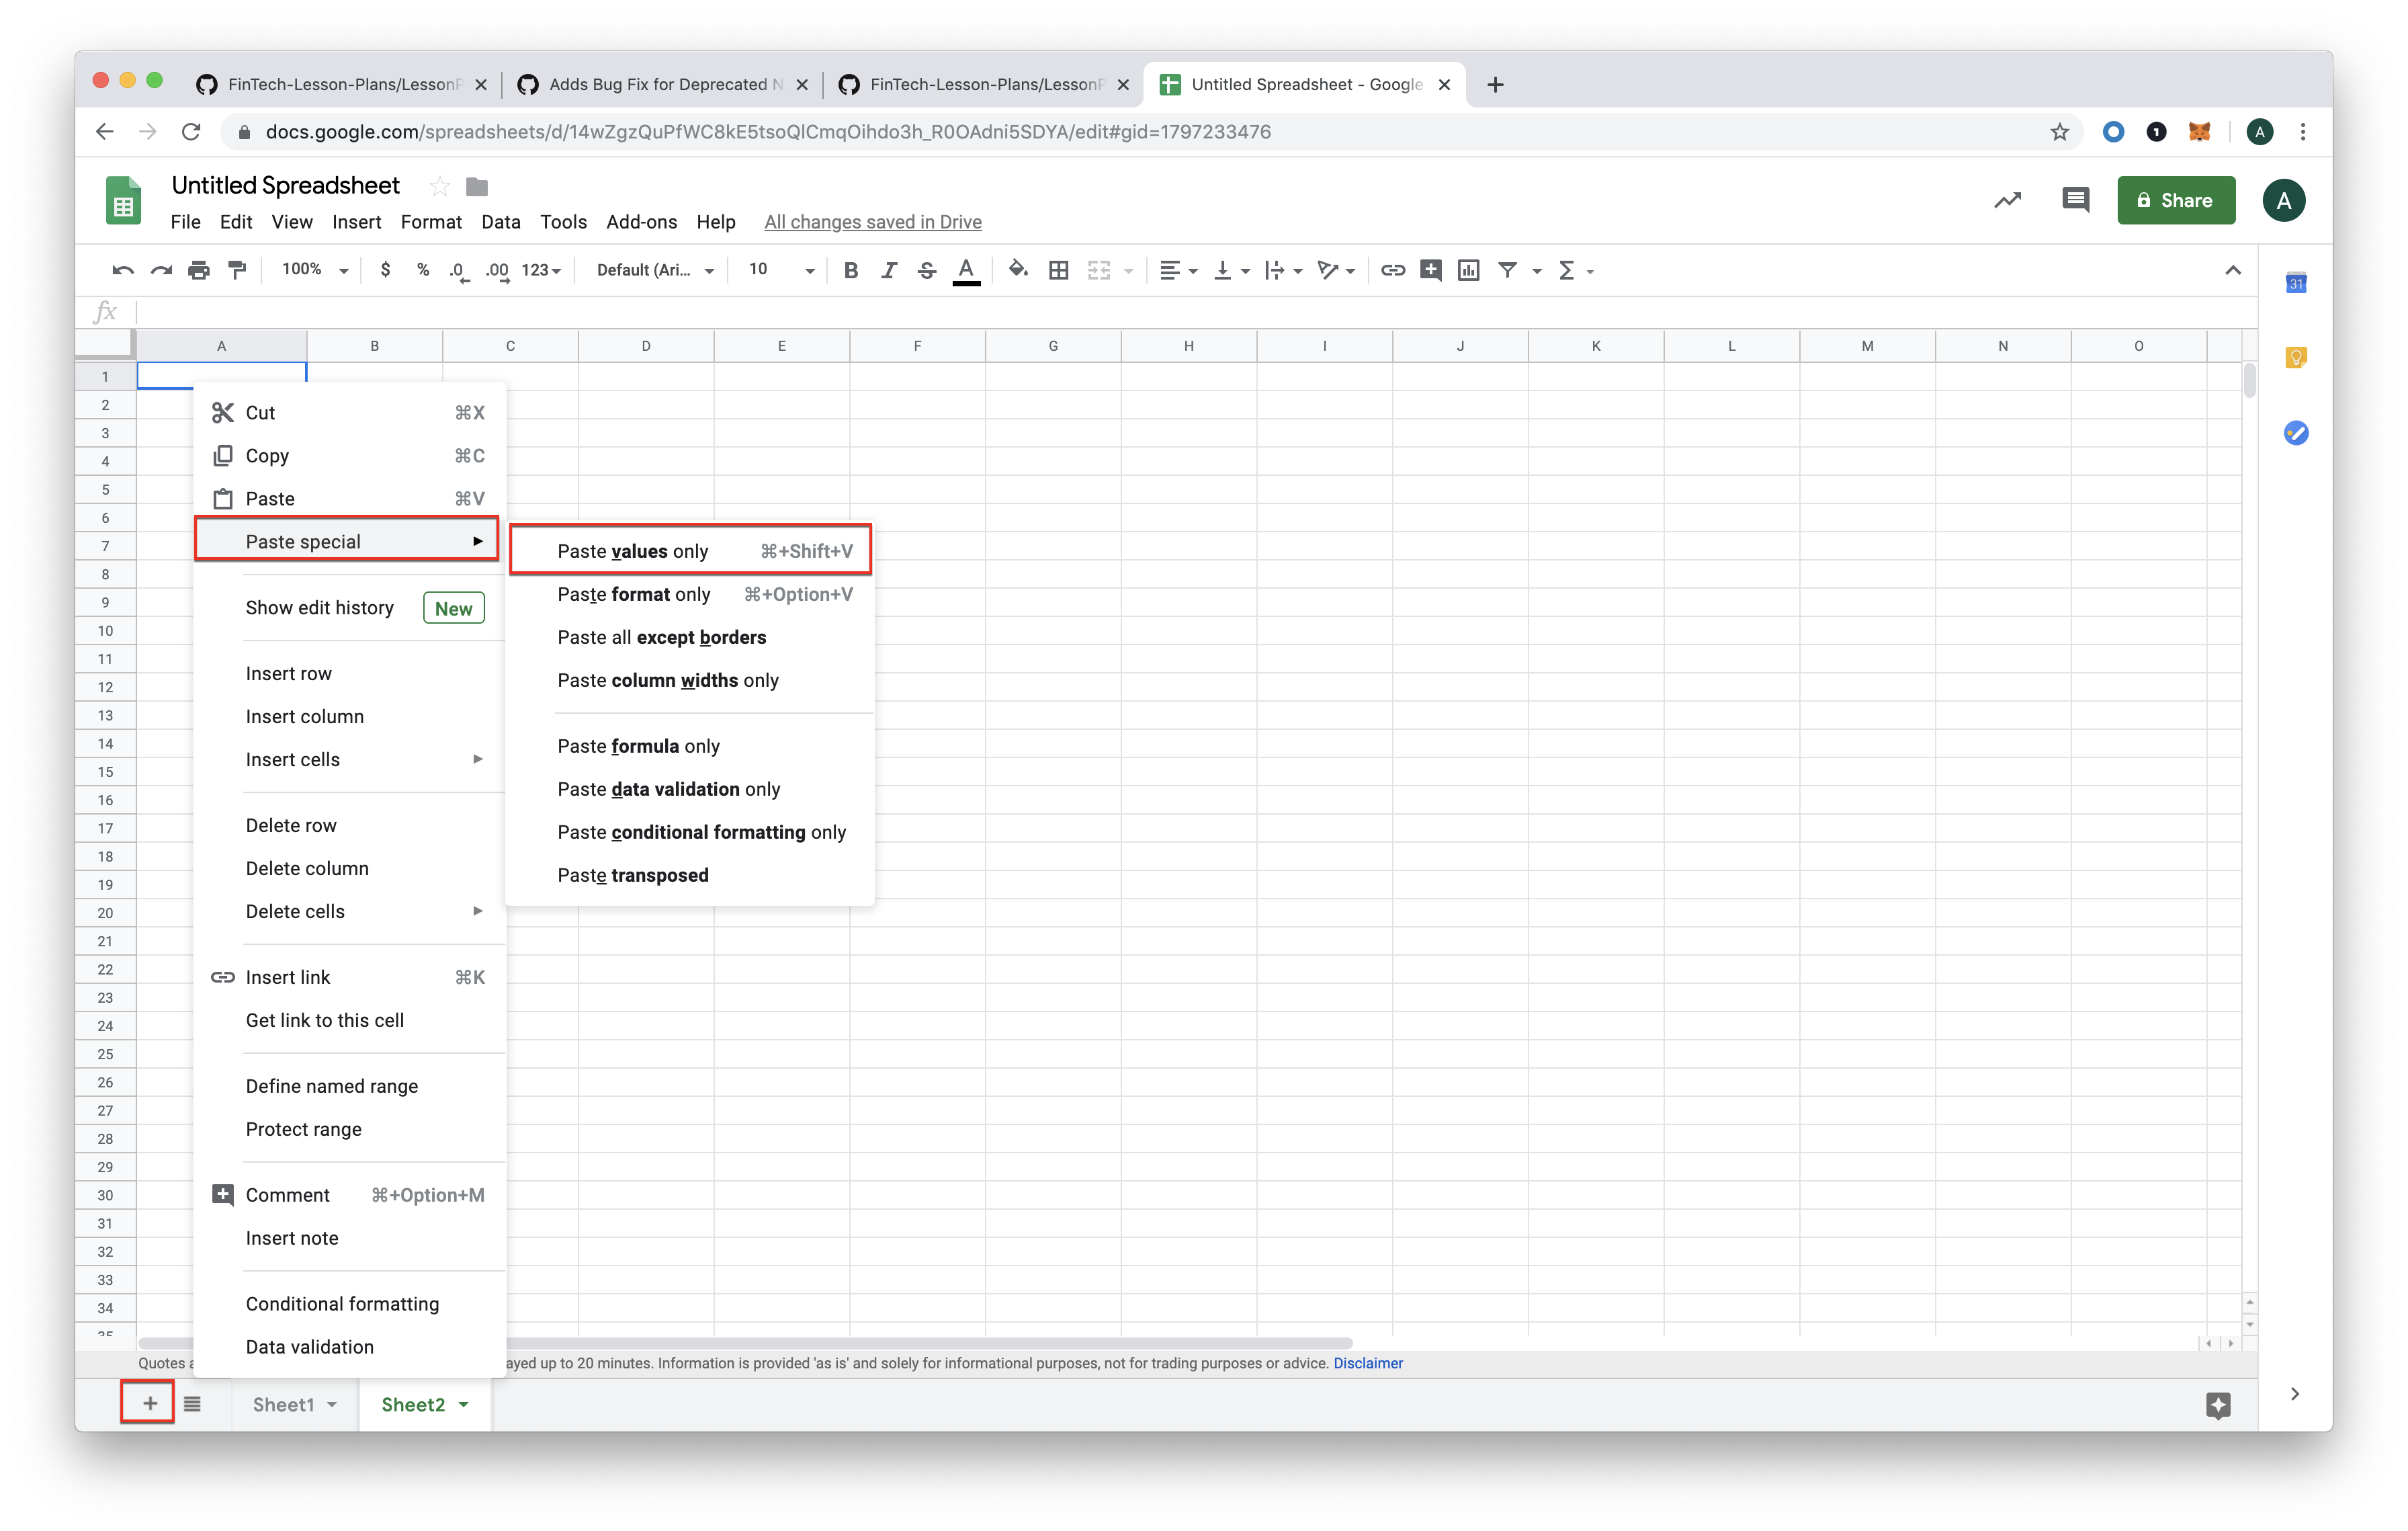 FinTech-Lesson-Plans/LessonP
Adds Bug Fix for Deprecated N
FinTech-Lesson-Plans/LessonP
Untitled Spreadsheet - Google
docs.google.com/spreadsheets/d/14wZgzQuPfWC8kE5tsoQlCmqOihdo3h_R0OAdni5SDYA/edit#gid=1797233476
A
Untitled Spreadsheet
File Edit View Insert Format Data Tools Add-ons Help All changes saved in Drive
Share
A
100% $ % .0 .00 123 Default (Ari... 10 B I S A Σ
31
fx
A B C D E F G H I J K L M N O
1
2
3
4
5
6
7
8
9
10
11
12
13
14
15
16
17
18
19
20
21
22
23
24
25
26
27
28
29
30
31
32
33
34
35
Cut ⌘X
Copy ⌘C
Paste ⌘V
Paste special
Show edit history New
Insert row
Insert column
Insert cells
Delete row
Delete column
Delete cells
Insert link ⌘K
Get link to this cell
Define named range
Protect range
Comment ⌘+Option+M
Insert note
Conditional formatting
Data validation
Paste values only ⌘+Shift+V
Paste format only ⌘+Option+V
Paste all except borders
Paste column widths only
Paste formula only
Paste data validation only
Paste conditional formatting only
Paste transposed
Quotes a
ayed up to 20 minutes. Information is provided 'as is' and solely for informational purposes, not for trading purposes or advice. Disclaimer
+ Sheet1 Sheet2